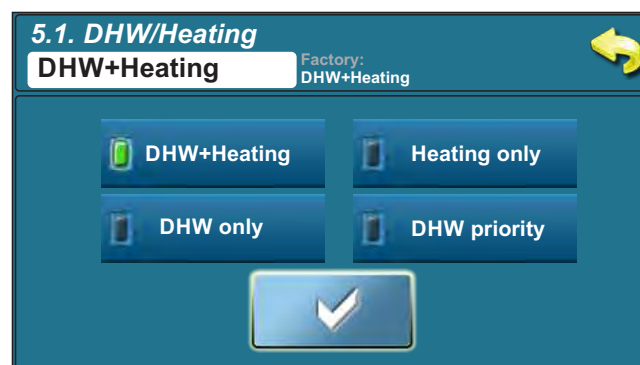 5.1. DHW/Heating
DHW+Heating
Factory:
DHW+Heating
DHW+Heating
Heating only
DHW only
DHW priority